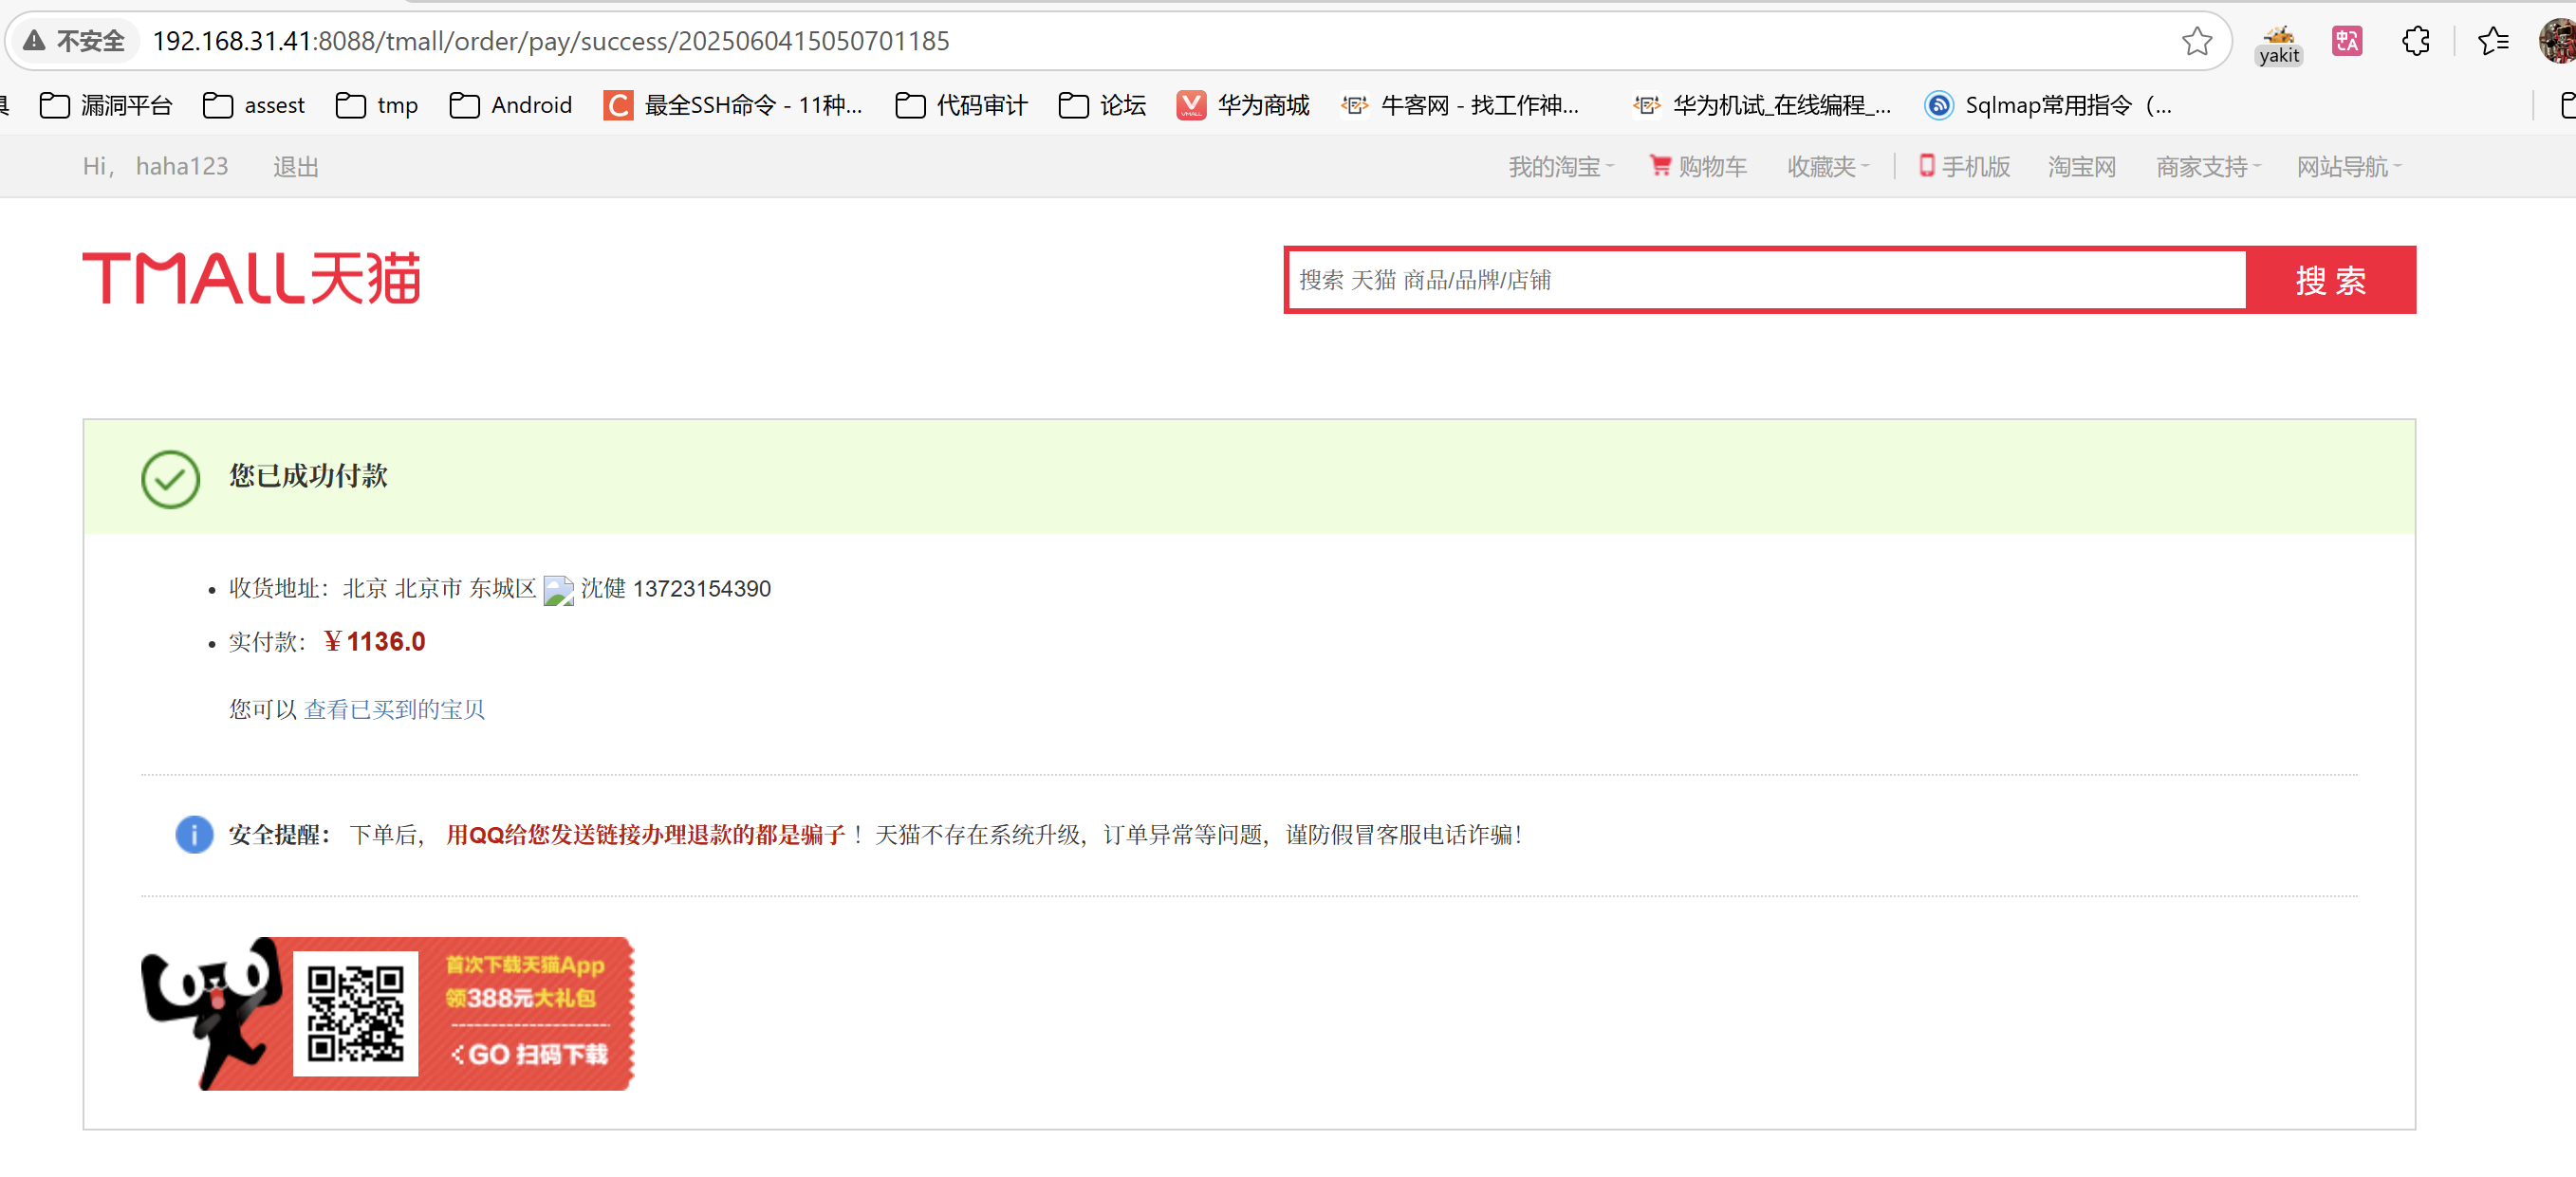 不安全 192.168.31.41:8088/tmall/order/pay/success/2025060415050701185
yakit
漏洞平台 assest tmp Android 最全SSH命令 - 11种... 代码审计 论坛 华为商城 牛客网 - 找工作神... 华为机试_在线编程_... Sqlmap常用指令（...
Hi， haha123 退出 我的淘宝 购物车 收藏夹 手机版 淘宝网 商家支持 网站导航
TMALL天猫
搜索 天猫 商品/品牌/店铺 搜 索
您已成功付款
收货地址：北京 北京市 东城区 沈健 13723154390
实付款：￥1136.0
您可以 查看已买到的宝贝
安全提醒： 下单后， 用QQ给您发送链接办理退款的都是骗子！天猫不存在系统升级，订单异常等问题，谨防假冒客服电话诈骗！
首次下载天猫App
领388元大礼包
<GO 扫码下载